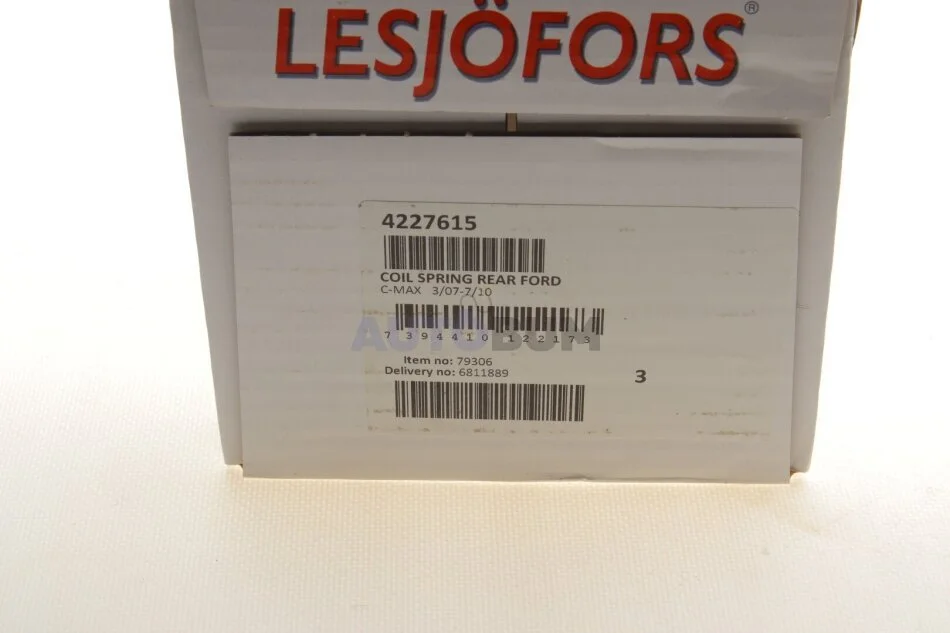 LESJÖFORS®
4227615
COIL SPRING REAR FORD
C-MAX 3/07-7/10
AUTOBUM
7 394410 122173
Item no: 79306
Delivery no: 6811889
3